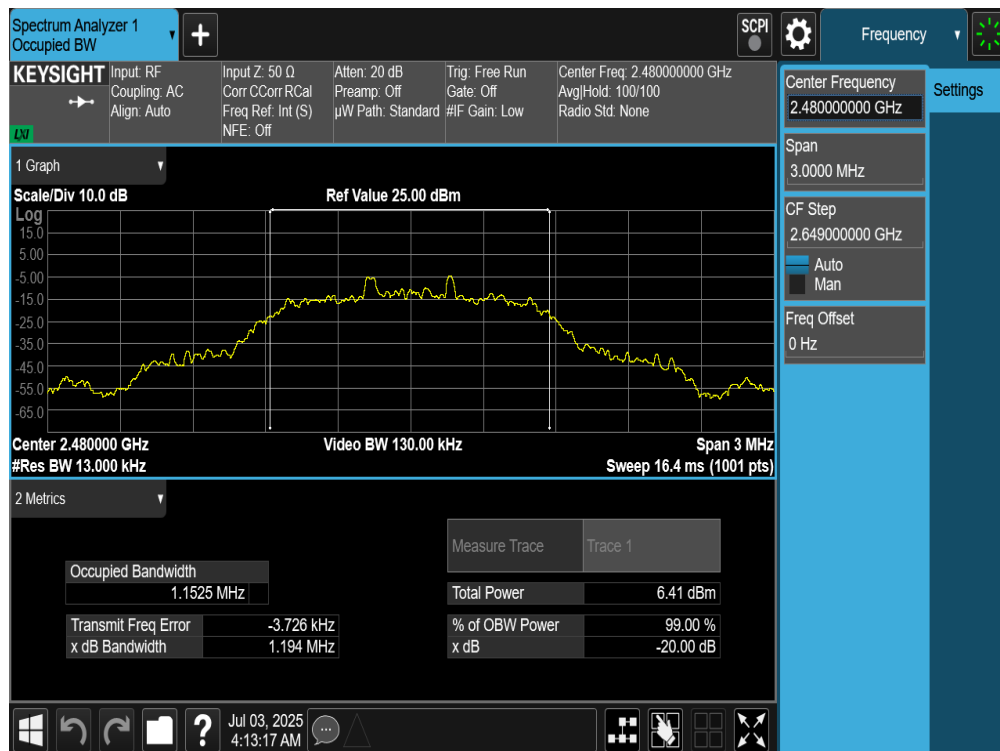 Spectrum Analyzer 1
Occupied BW
SCPI
Frequency
KEYSIGHT
Input: RF
Coupling: AC
Align: Auto
Input Z: 50 Ω
Corr CCorr RCal
Freq Ref: Int (S)
NFE: Off
Atten: 20 dB
Preamp: Off
µW Path: Standard
Trig: Free Run
Gate: Off
#IF Gain: Low
Center Freq: 2.480000000 GHz
Avg|Hold: 100/100
Radio Std: None
LXI
Center Frequency
2.480000000 GHz
Settings
Span
3.0000 MHz
CF Step
2.649000000 GHz
Auto
Man
Freq Offset
0 Hz
1 Graph
Scale/Div 10.0 dB
Ref Value 25.00 dBm
Log
15.0
5.00
-5.00
-15.0
-25.0
-35.0
-45.0
-55.0
-65.0
Center 2.480000 GHz
Video BW 130.00 kHz
Span 3 MHz
#Res BW 13.000 kHz
Sweep 16.4 ms (1001 pts)
2 Metrics
Measure Trace
Trace 1
Occupied Bandwidth
1.1525 MHz
Total Power
6.41 dBm
Transmit Freq Error
-3.726 kHz
% of OBW Power
99.00 %
x dB Bandwidth
1.194 MHz
x dB
-20.00 dB
?
Jul 03, 2025
4:13:17 AM